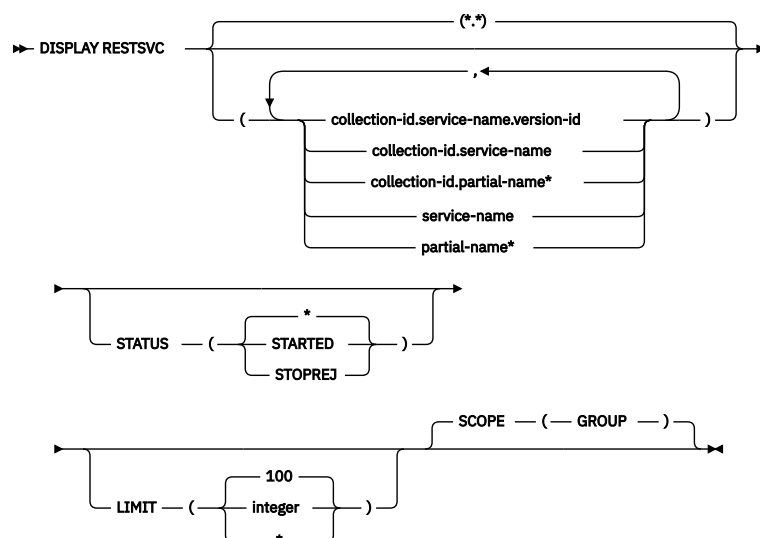 (*.*)
DISPLAY RESTSVC
,
( collection-id.service-name.version-id )
collection-id.service-name
collection-id.partial-name*
service-name
partial-name*
*
STATUS ( STARTED )
STOPREJ
SCOPE ( GROUP )
100
LIMIT ( integer )
*